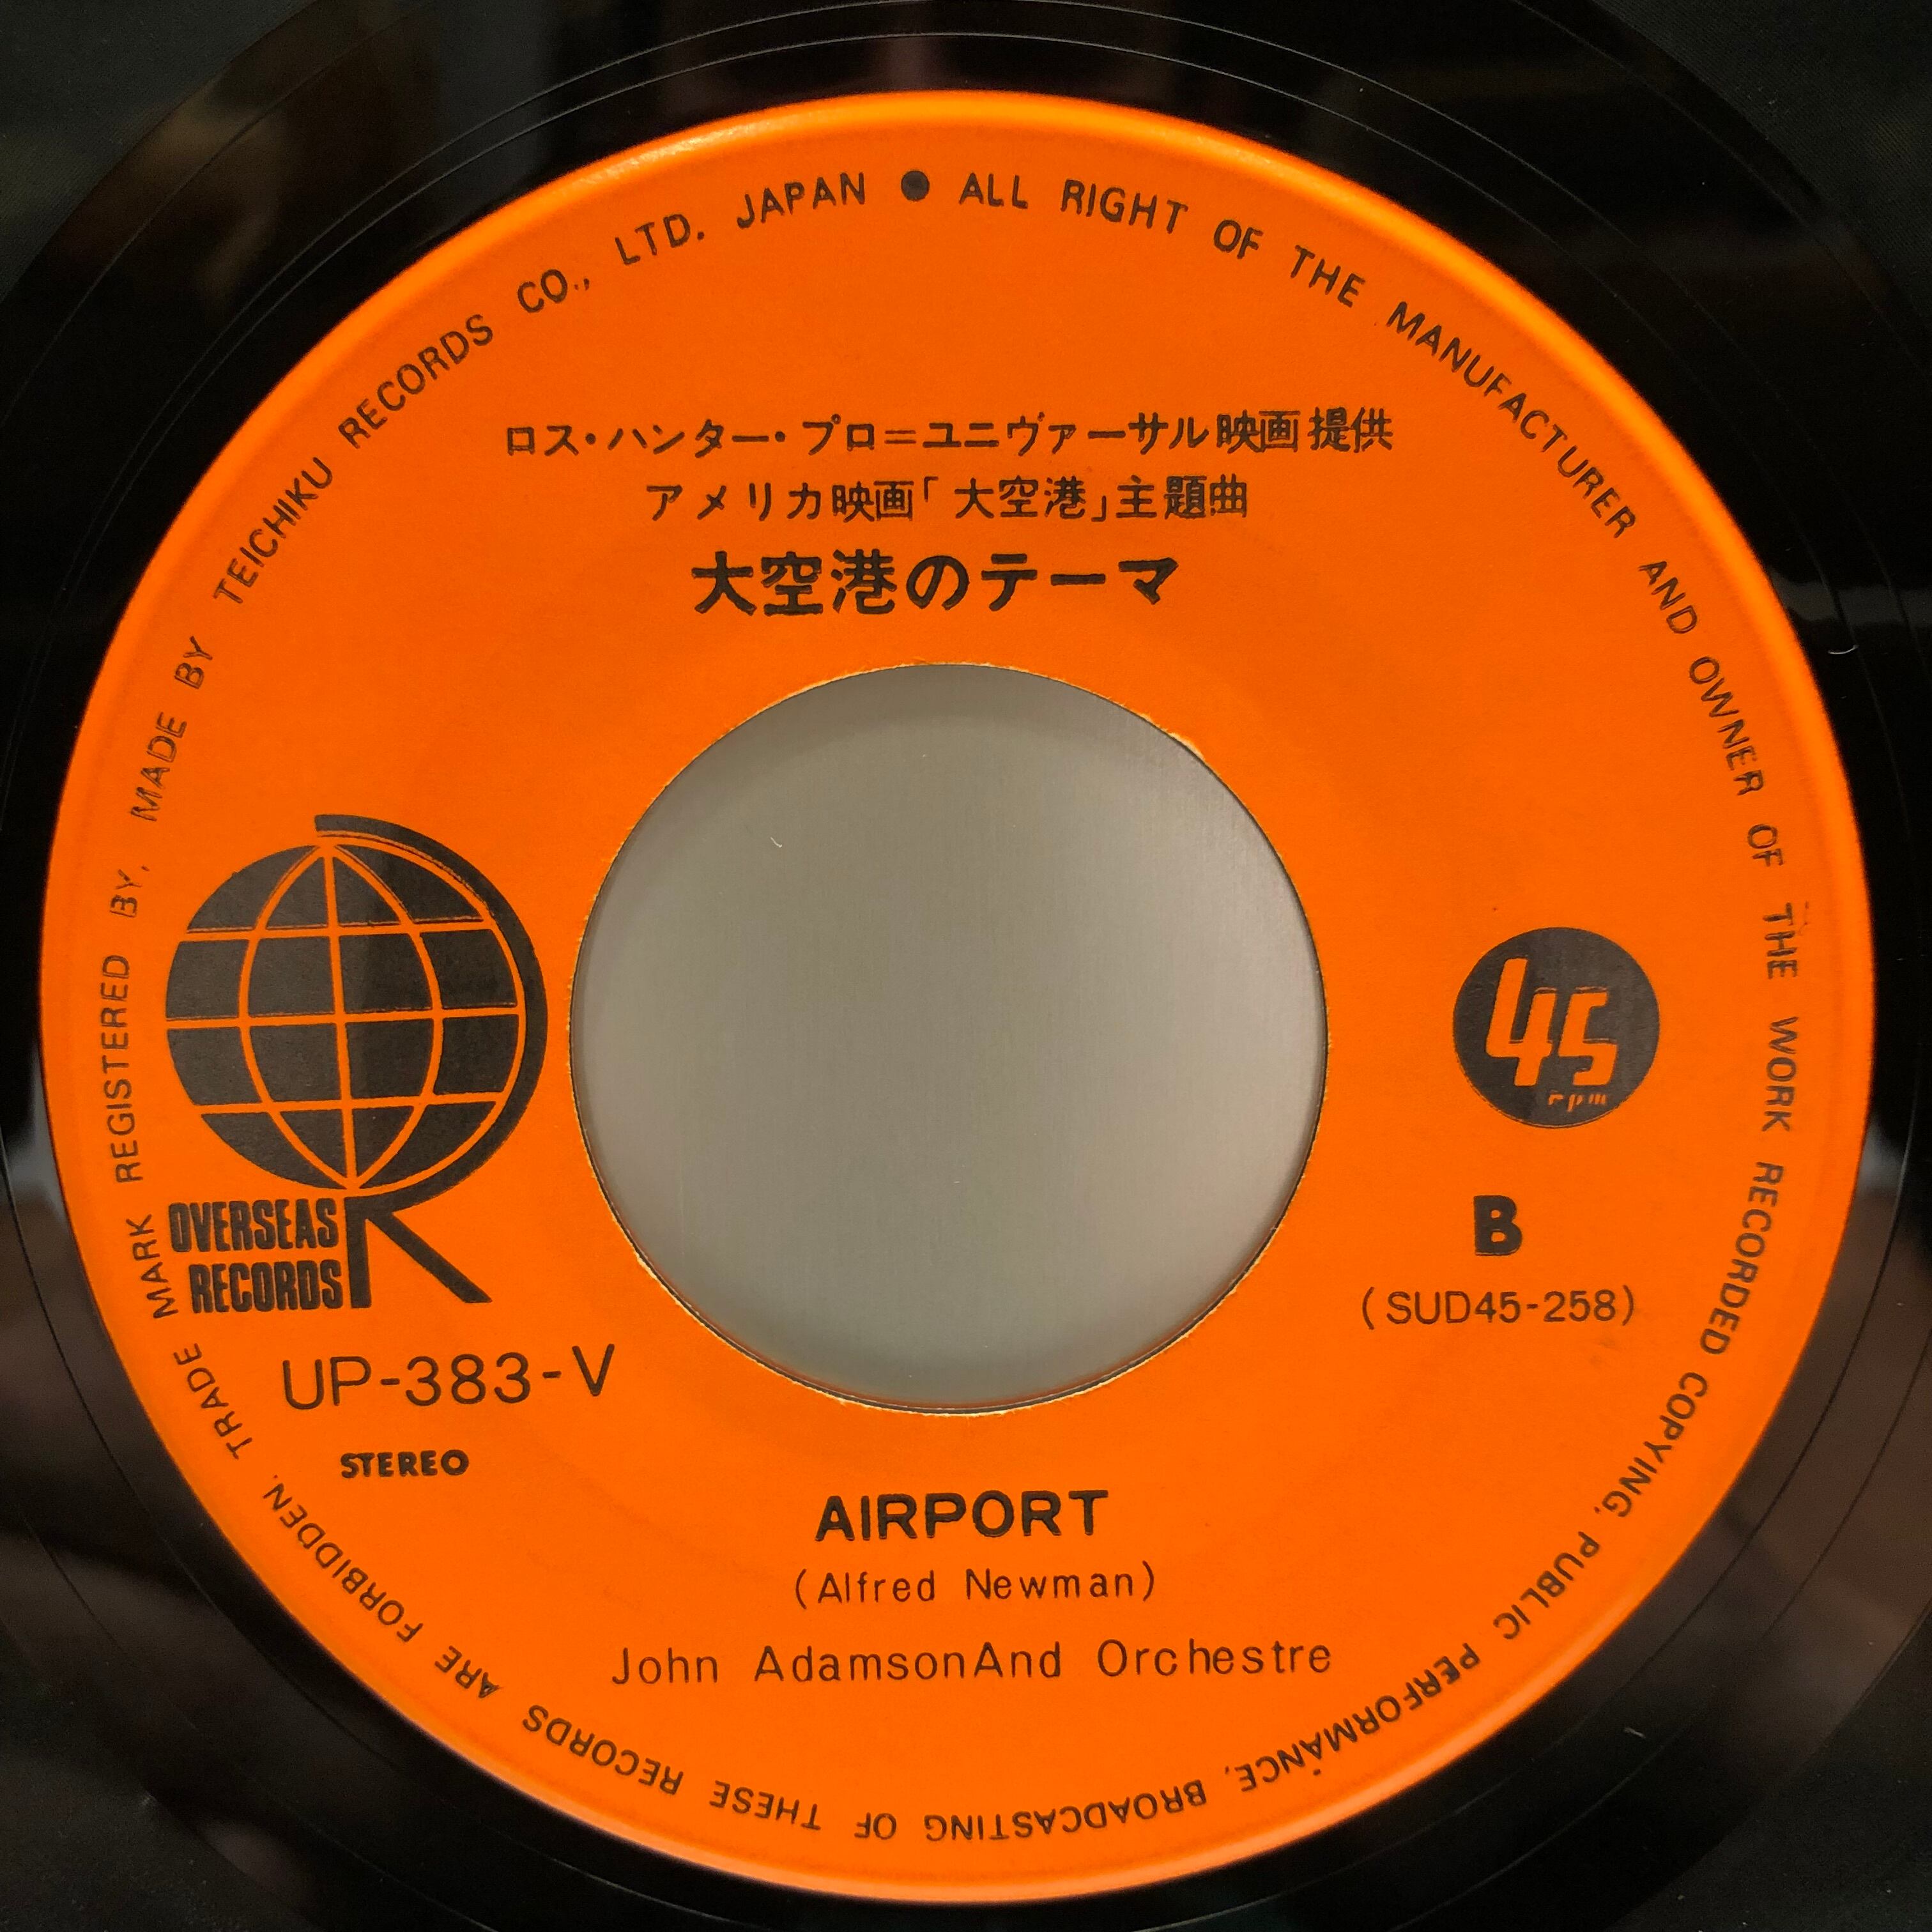 ロス・ハンター・プロ=ユニヴァーサル映画提供
アメリカ映画「大空港」主題曲
大空港のテーマ
OVERSEAS
RECORDS
R
45
rpm
B
(SUD45-258)
UP-383-V
STEREO
AIRPORT
(Alfred Newman)
John AdamsonAnd Orchestre
ALL RIGHT OF THE MANUFACTURER AND OWNER OF THE WORK RECORDED COPYING, PUBLIC PERFORMANCE, BROADCASTING OF THESE RECORDS ARE FORBIDDEN, TRADE MARK REGISTERED BY, MADE BY TEICHIKU RECORDS CO., LTD. JAPAN ●